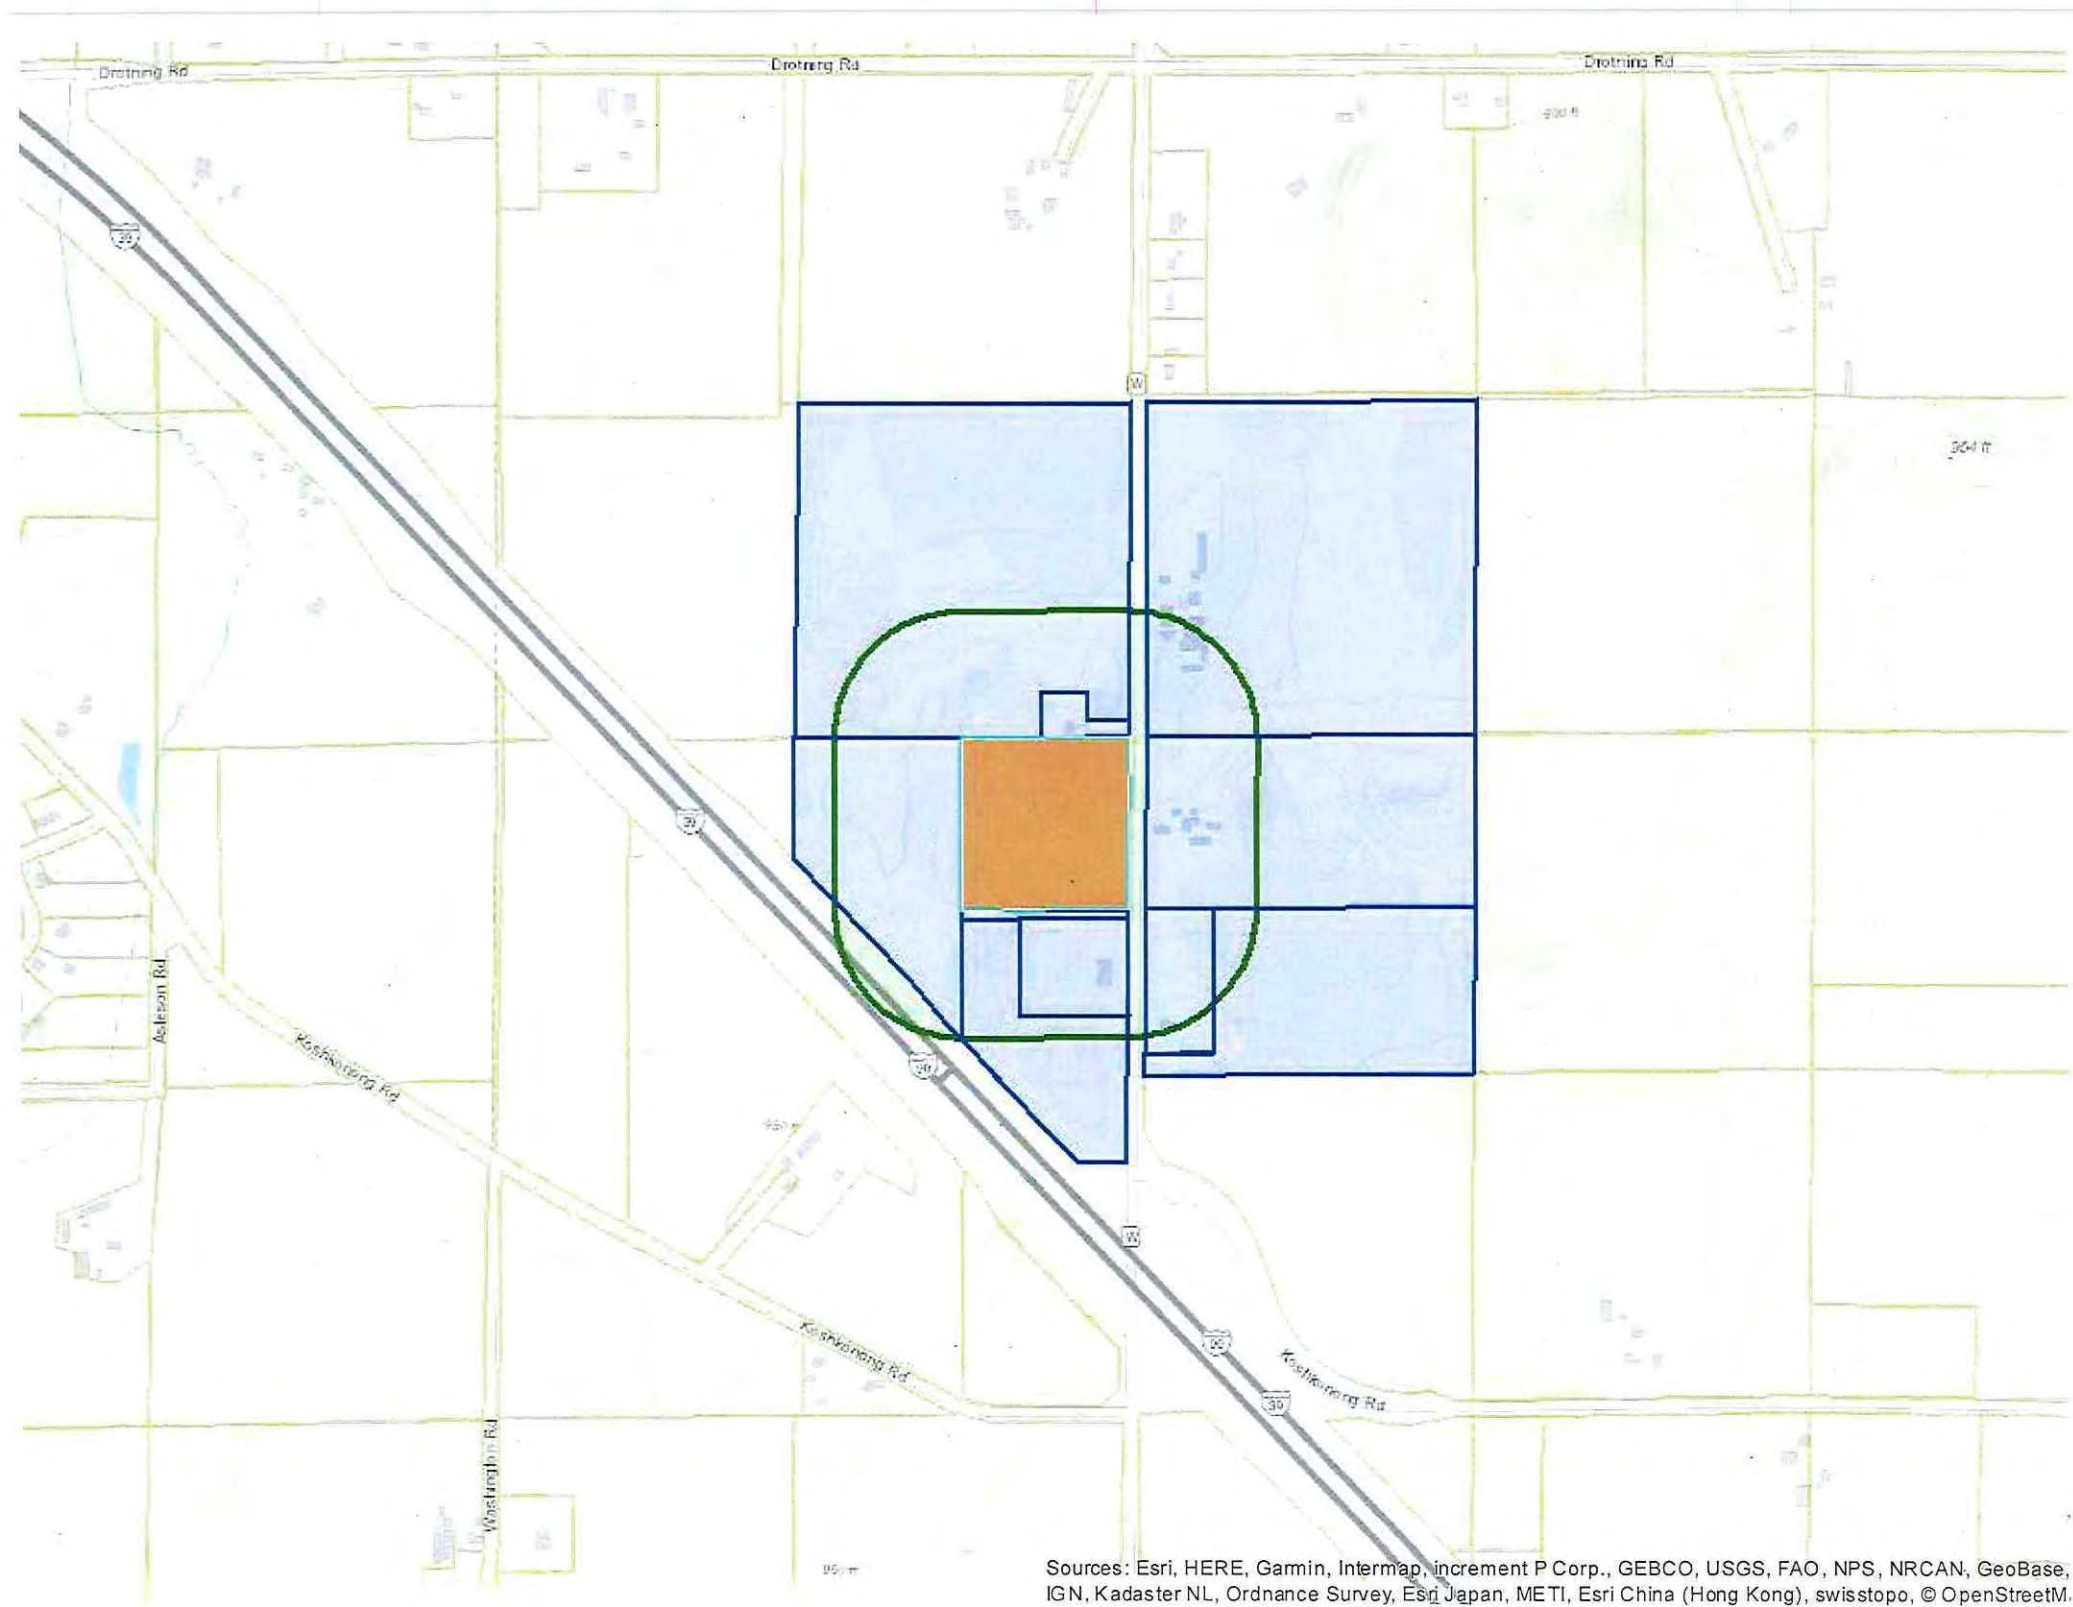 Drotning Rd
Drotning Rd
Drotning Rd
39
W
39
Asleson Rd
Koshkonong Rd
90
W
90
39
Koshkonong Rd
Koshkonong Rd
Washington Rd
Sources: Esri, HERE, Garmin, Intermap, increment P Corp., GEBCO, USGS, FAO, NPS, NRCAN, GeoBase,
IGN, Kadaster NL, Ordnance Survey, Esri Japan, METI, Esri China (Hong Kong), swisstopo, © OpenStreetM